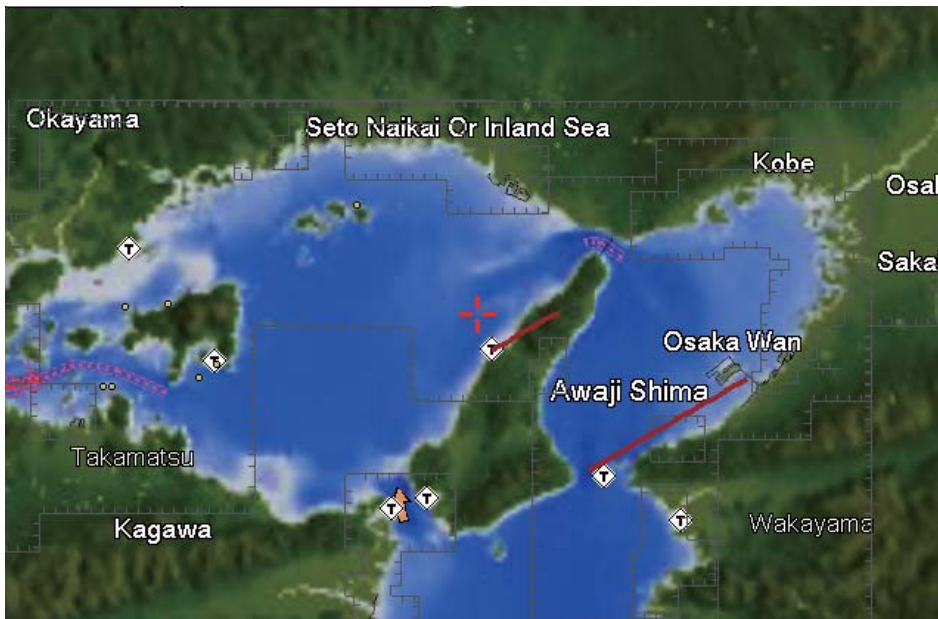 Okayama
Seto Naikai Or Inland Sea
Kobe
Osal
Saka
T
T
T
Osaka Wan
Awaji Shima
Takamatsu
T
T
T
T
Wakayama
Kagawa